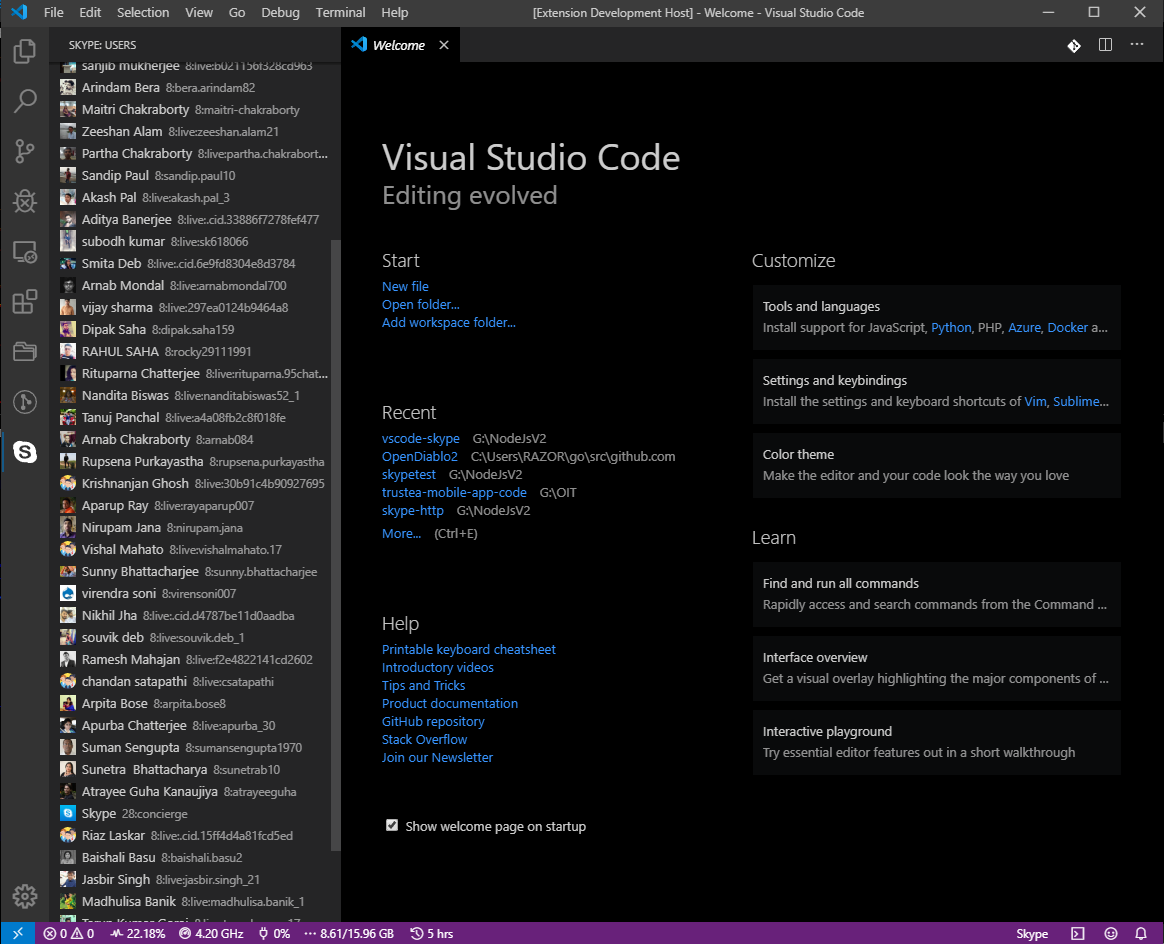 File Edit Selection View Go Debug Terminal Help [Extension Development Host] - Welcome - Visual Studio Code
SKYPE: USERS
Welcome
sanjib mukherjee 8:live:b021156f328cd963
Arindam Bera 8:bera.arindam82
Maitri Chakraborty 8:maitri-chakraborty
Zeeshan Alam 8:live:zeeshan.alam21
Partha Chakraborty 8:live:partha.chakrabort...
Sandip Paul 8:sandip.paul10
Akash Pal 8:live:akash.pal_3
Aditya Banerjee 8:live:.cid.33886f7278fef477
subodh kumar 8:live:sk618066
Smita Deb 8:live:.cid.6e9fd8304e8d3784
Arnab Mondal 8:live:arnabmondal700
vijay sharma 8:live:297ea0124b9464a8
Dipak Saha 8:dipak.saha159
RAHUL SAHA 8:rocky29111991
Rituparna Chatterjee 8:live:rituparna.95chat...
Nandita Biswas 8:live:nanditabiswas52_1
Tanuj Panchal 8:live:a4a08fb2c8f018fe
Arnab Chakraborty 8:arnab084
Rupsena Purkayastha 8:rupsena.purkayastha
Krishnanjan Ghosh 8:live:30b91c4b90927695
Aparup Ray 8:live:rayaparup007
Nirupam Jana 8:nirupam.jana
Vishal Mahato 8:live:vishalmahato.17
Sunny Bhattacharjee 8:sunny.bhattacharjee
virendra soni 8:virensoni007
Nikhil Jha 8:live:.cid.d4787be11d0aadba
souvik deb 8:live:souvik.deb_1
Ramesh Mahajan 8:live:f2e4822141cd2602
chandan satapathi 8:live:csatapathi
Arpita Bose 8:arpita.bose8
Apurba Chatterjee 8:live:apurba_30
Suman Sengupta 8:sumansengupta1970
Sunetra Bhattacharya 8:sunetrab10
Atrayee Guha Kanaujiya 8:atrayeeguha
Skype 28:concierge
Riaz Laskar 8:live:.cid.15ff4d4a81fcd5ed
Baishali Basu 8:baishali.basu2
Jasbir Singh 8:live:jasbir.singh_21
Madhulisa Banik 8:live:madhulisa.banik_1
Visual Studio Code
Editing evolved
Start
New file
Open folder...
Add workspace folder...
Recent
vscode-skype G:\NodeJsV2
OpenDiablo2 C:\Users\RAZOR\go\src\github.com
skypetest G:\NodeJsV2
trustea-mobile-app-code G:\OIT
skype-http G:\NodeJsV2
More... (Ctrl+E)
Help
Printable keyboard cheatsheet
Introductory videos
Tips and Tricks
Product documentation
GitHub repository
Stack Overflow
Join our Newsletter
Show welcome page on startup
Customize
Tools and languages
Install support for JavaScript, Python, PHP, Azure, Docker a...
Settings and keybindings
Install the settings and keyboard shortcuts of Vim, Sublime...
Color theme
Make the editor and your code look the way you love
Learn
Find and run all commands
Rapidly access and search commands from the Command ...
Interface overview
Get a visual overlay highlighting the major components of ...
Interactive playground
Try essential editor features out in a short walkthrough
0 0 22.18% 4.20 GHz 0% 8.61/15.96 GB 5 hrs Skype